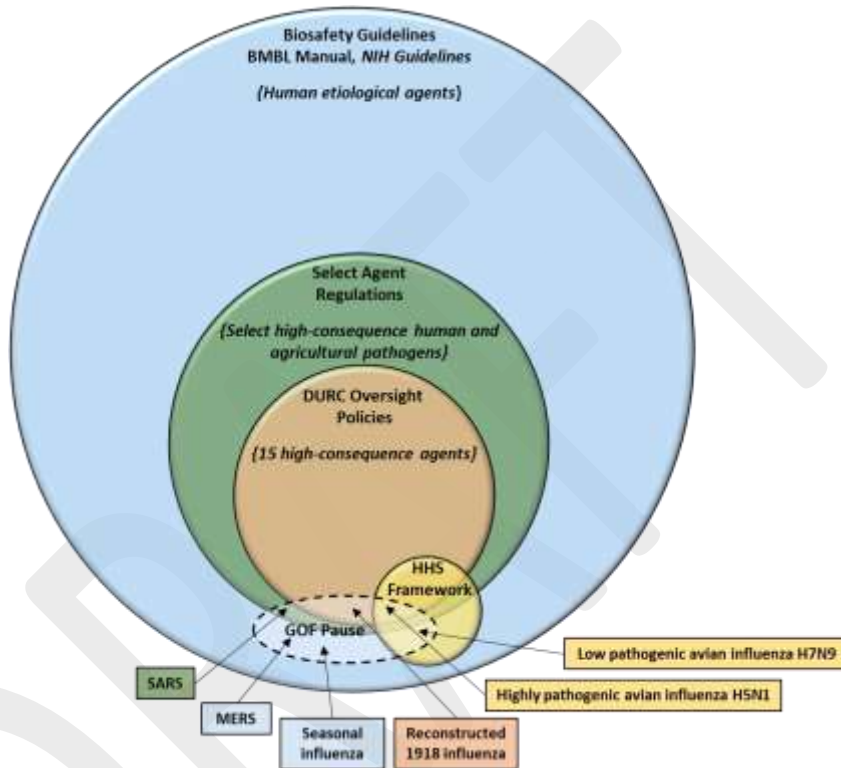 Biosafety Guidelines
BMBL Manual, NIH Guidelines
{Human etiological agents}
Select Agent
Regulations
{Select high-consequence human and
agricultural pathogens}
DURC Oversight
Policies
{15 high-consequence agents}
HHS
Framework
GOF Pause
Low pathogenic avian influenza H7N9
SARS
Highly pathogenic avian influenza H5N1
MERS
Seasonal
influenza
Reconstructed
1918 influenza
DRAFT